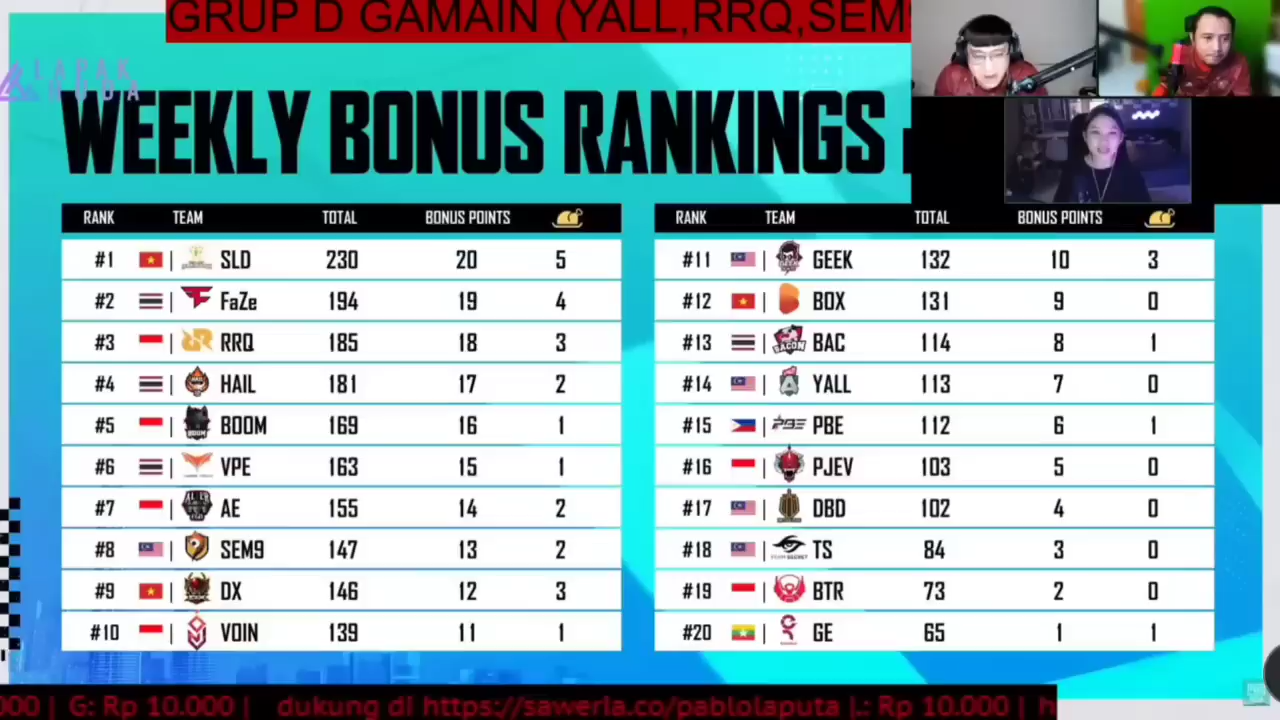 GRUP D GAMAIN (YALL,RRQ,SEM
WEEKLY BONUS RANKINGS
RANK TEAM TOTAL BONUS POINTS
#1 SLD 230 20 5
#2 FaZe 194 19 4
#3 RRQ 185 18 3
#4 HAIL 181 17 2
#5 BOOM 169 16 1
#6 VPE 163 15 1
#7 AE 155 14 2
#8 SEM9 147 13 2
#9 DX 146 12 3
#10 VOIN 139 11 1
RANK TEAM TOTAL BONUS POINTS
#11 GEEK 132 10 3
#12 BOX 131 9 0
#13 BACON BAC 114 8 1
#14 YALL 113 7 0
#15 PBE PBE 112 6 1
#16 PJEV 103 5 0
#17 DBD 102 4 0
#18 TEAM SECRET TS 84 3 0
#19 BTR 73 2 0
#20 GE 65 1 1
000 | G: Rp 10.000 | dukung di https://saweria.co/pablolapula |.: Rp 10.000 | h